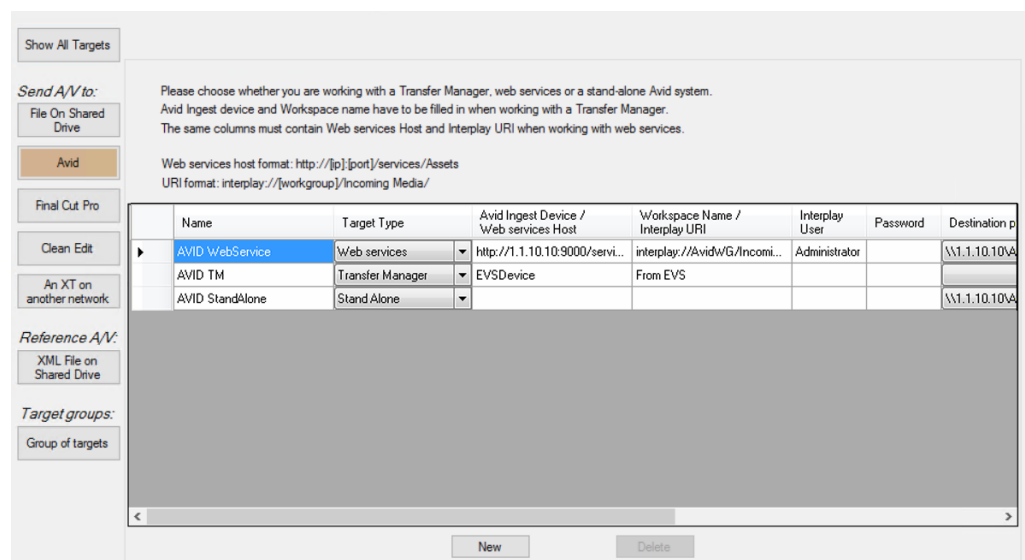 Show All Targets
Send A/V to:
File On Shared
Drive
Avid
Final Cut Pro
Clean Edit
An XT on
another network
Reference A/V:
XML File on
Shared Drive
Target groups:
Group of targets
Please choose whether you are working with a Transfer Manager, web services or a stand-alone Avid system.
Avid Ingest device and Workspace name have to be filled in when working with a Transfer Manager.
The same columns must contain Web services Host and Interplay URI when working with web services.
Web services host format: http://[ip]:[port]/services/Assets
URI format: interplay://[workgroup]/Incoming Media/
Name Target Type Avid Ingest Device / Web services Host Workspace Name / Interplay URI Interplay User Password Destination p
AVID WebService Web services http://1.1.10.10:9000/servi... interplay://AvidWG/Incomi... Administrator \\1.1.10.10\A
AVID TM Transfer Manager EVSDevice From EVS
AVID StandAlone Stand Alone \\1.1.10.10\A
New Delete